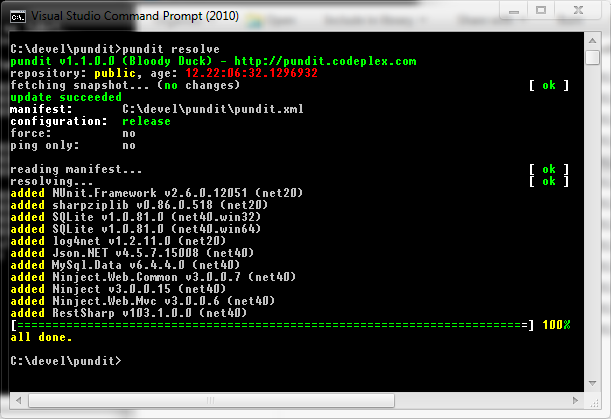 Visual Studio Command Prompt (2010)
C:\devel\pundit>pundit resolve
pundit v1.1.0.0 (Bloody Duck) - http://pundit.codeplex.com
repository: public, age: 12.22:06:32.1296932
fetching snapshot... (no changes) [ ok ]
update succeeded
manifest: C:\devel\pundit\pundit.xml
configuration: release
force: no
ping only: no
reading manifest... [ ok ]
resolving... [ ok ]
added NUnit.Framework v2.6.0.12051 (net20)
added sharpziplib v0.86.0.518 (net20)
added SQLite v1.0.81.0 (net40.win32)
added SQLite v1.0.81.0 (net40.win64)
added log4net v1.2.11.0 (net20)
added Json.NET v4.5.7.15008 (net40)
added MySql.Data v6.4.4.0 (net40)
added Ninject.Web.Common v3.0.0.7 (net40)
added Ninject v3.0.0.15 (net40)
added Ninject.Web.Mvc v3.0.0.6 (net40)
added RestSharp v103.1.0.0 (net40)
[=================================================================] 100%
all done.
C:\devel\pundit>